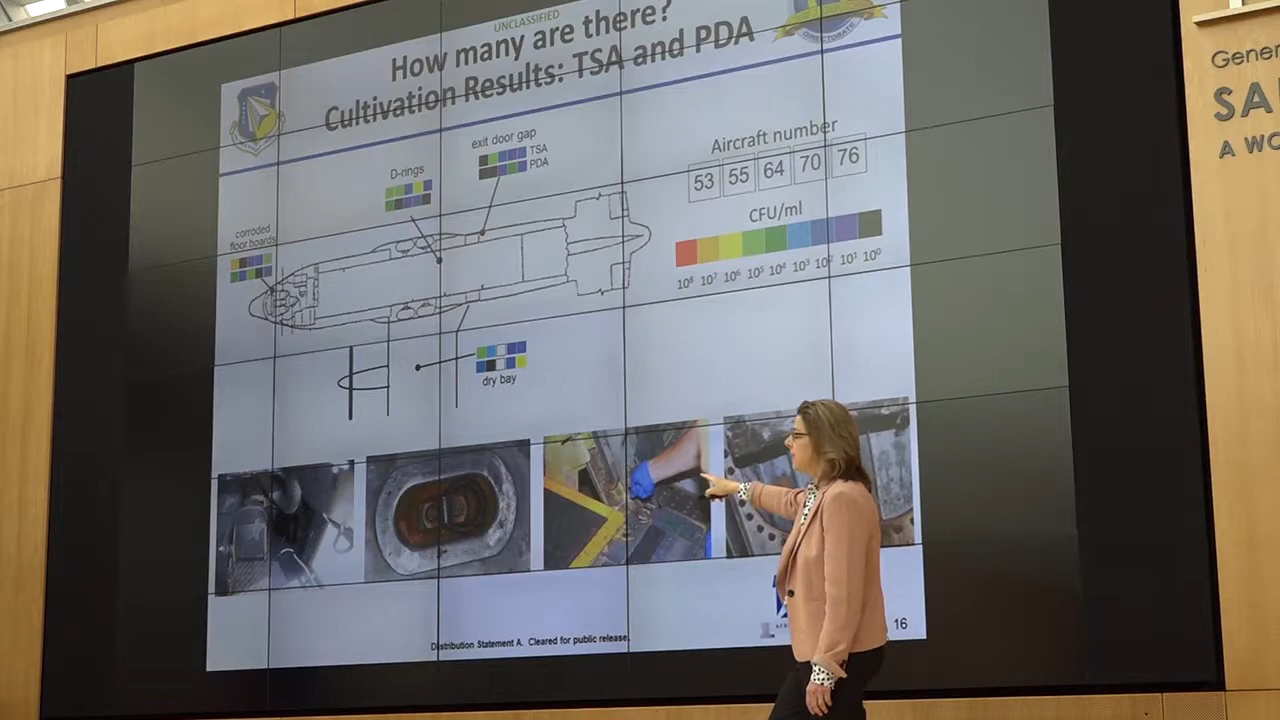 UNCLASSIFIED
How many are there?
Cultivation Results: TSA and PDA
DIRECTORATE
exit door gap
TSA
PDA
D-rings
corroded
floor boards
dry bay
Aircraft number
53 55 64 70 76
CFU/ml
10⁸ 10⁷ 10⁶ 10⁵ 10⁴ 10³ 10² 10¹ 10⁰
Distribution Statement A. Cleared for public release.
16
Gener
SA
A WO